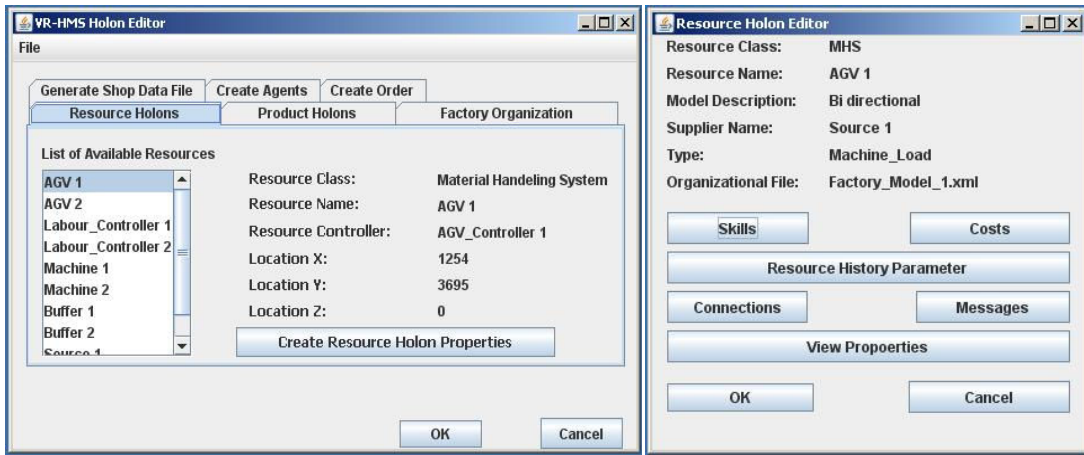 VR-HMS Holon Editor
File
Generate Shop Data File Create Agents Create Order
Resource Holons Product Holons Factory Organization
List of Available Resources
AGV 1
AGV 2
Labour_Controller 1
Labour_Controller 2
Machine 1
Machine 2
Buffer 1
Buffer 2
Source 1
Resource Class: Material Handeling System
Resource Name: AGV 1
Resource Controller: AGV_Controller 1
Location X: 1254
Location Y: 3695
Location Z: 0
Create Resource Holon Properties
OK Cancel
Resource Holon Editor
Resource Class: MHS
Resource Name: AGV 1
Model Description: Bi directional
Supplier Name: Source 1
Type: Machine_Load
Organizational File: Factory_Model_1.xml
Skills Costs
Resource History Parameter
Connections Messages
View Propoerties
OK Cancel